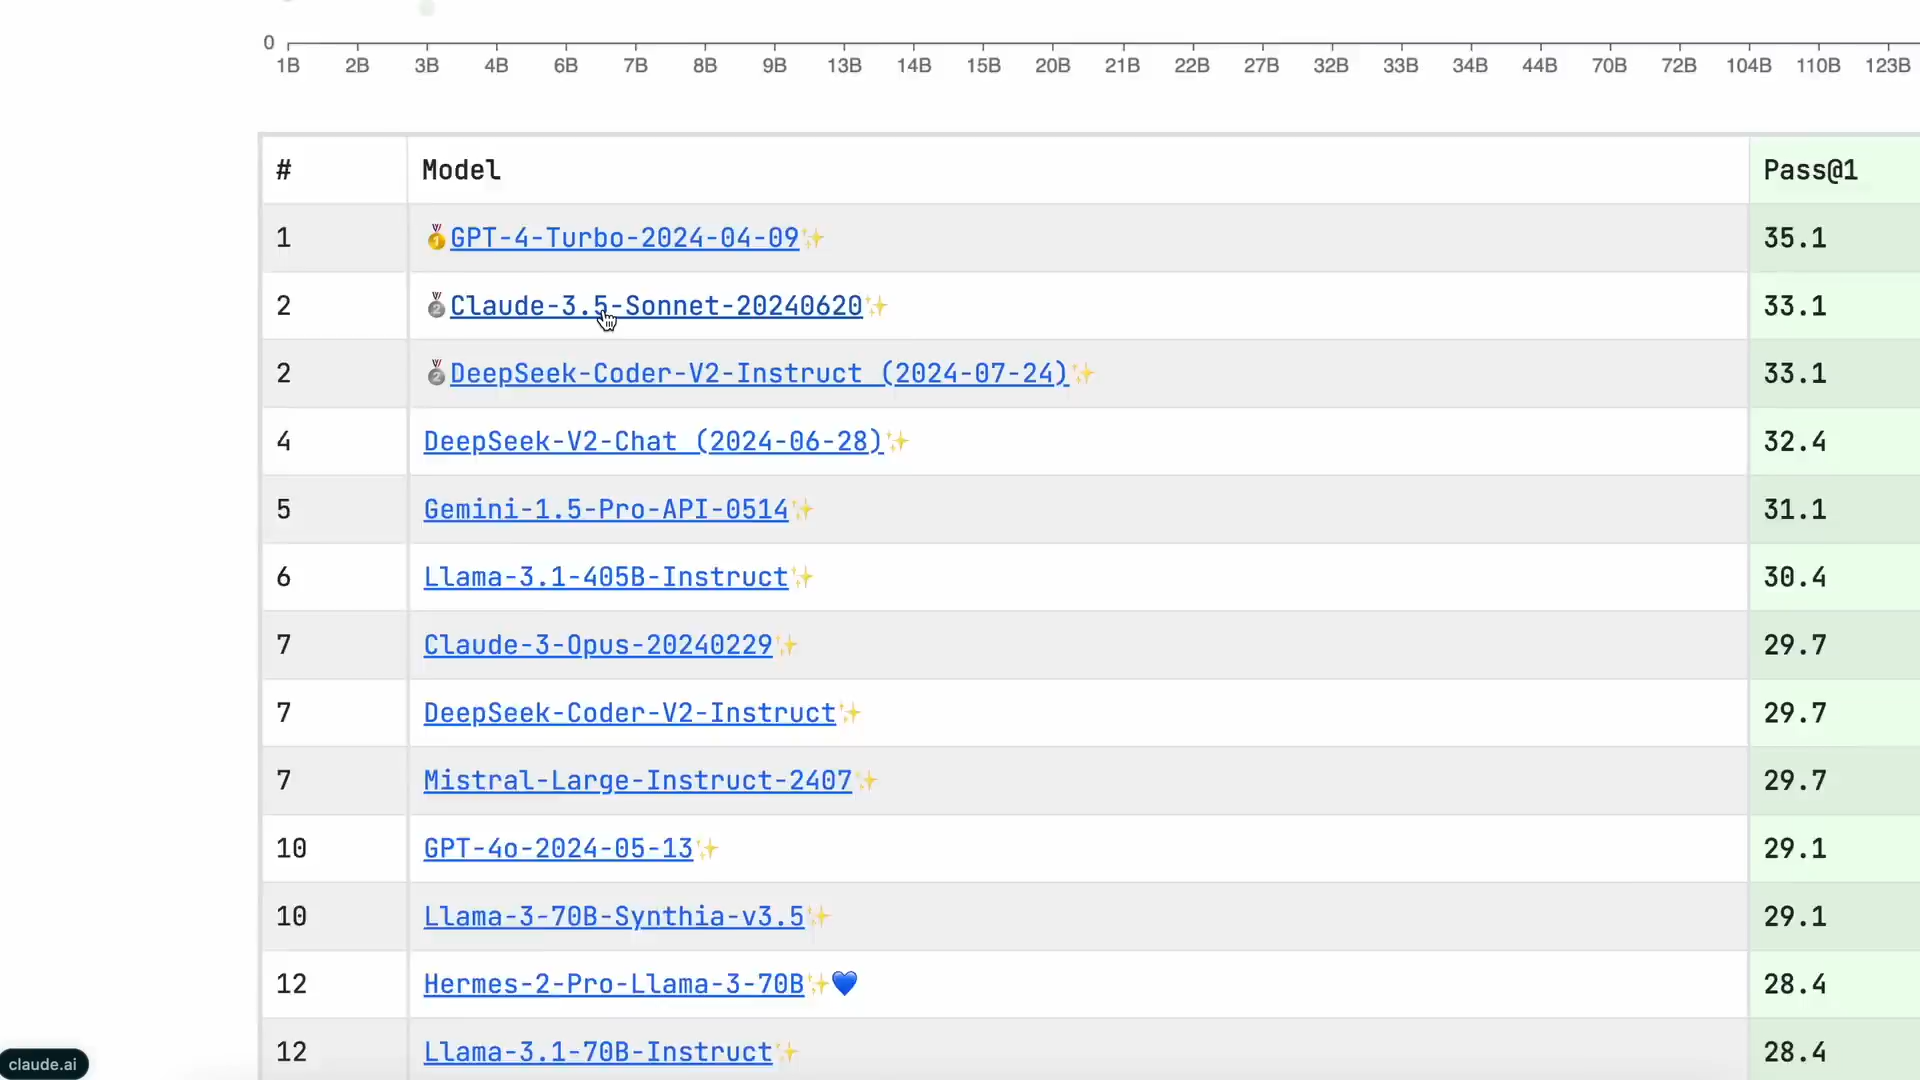 0
1B 2B 3B 4B 6B 7B 8B 9B 13B 14B 15B 20B 21B 22B 27B 32B 33B 34B 44B 70B 72B 104B 110B 123B
# Model Pass@1
1 🥇GPT-4-Turbo-2024-04-09✨ 35.1
2 🥈Claude-3.5-Sonnet-20240620✨ 33.1
2 🥈DeepSeek-Coder-V2-Instruct (2024-07-24)✨ 33.1
4 DeepSeek-V2-Chat (2024-06-28)✨ 32.4
5 Gemini-1.5-Pro-API-0514✨ 31.1
6 Llama-3.1-405B-Instruct✨ 30.4
7 Claude-3-Opus-20240229✨ 29.7
7 DeepSeek-Coder-V2-Instruct✨ 29.7
7 Mistral-Large-Instruct-2407✨ 29.7
10 GPT-4o-2024-05-13✨ 29.1
10 Llama-3-70B-Synthia-v3.5✨ 29.1
12 Hermes-2-Pro-Llama-3-70B✨💙 28.4
12 Llama-3.1-70B-Instruct✨ 28.4
claude.ai